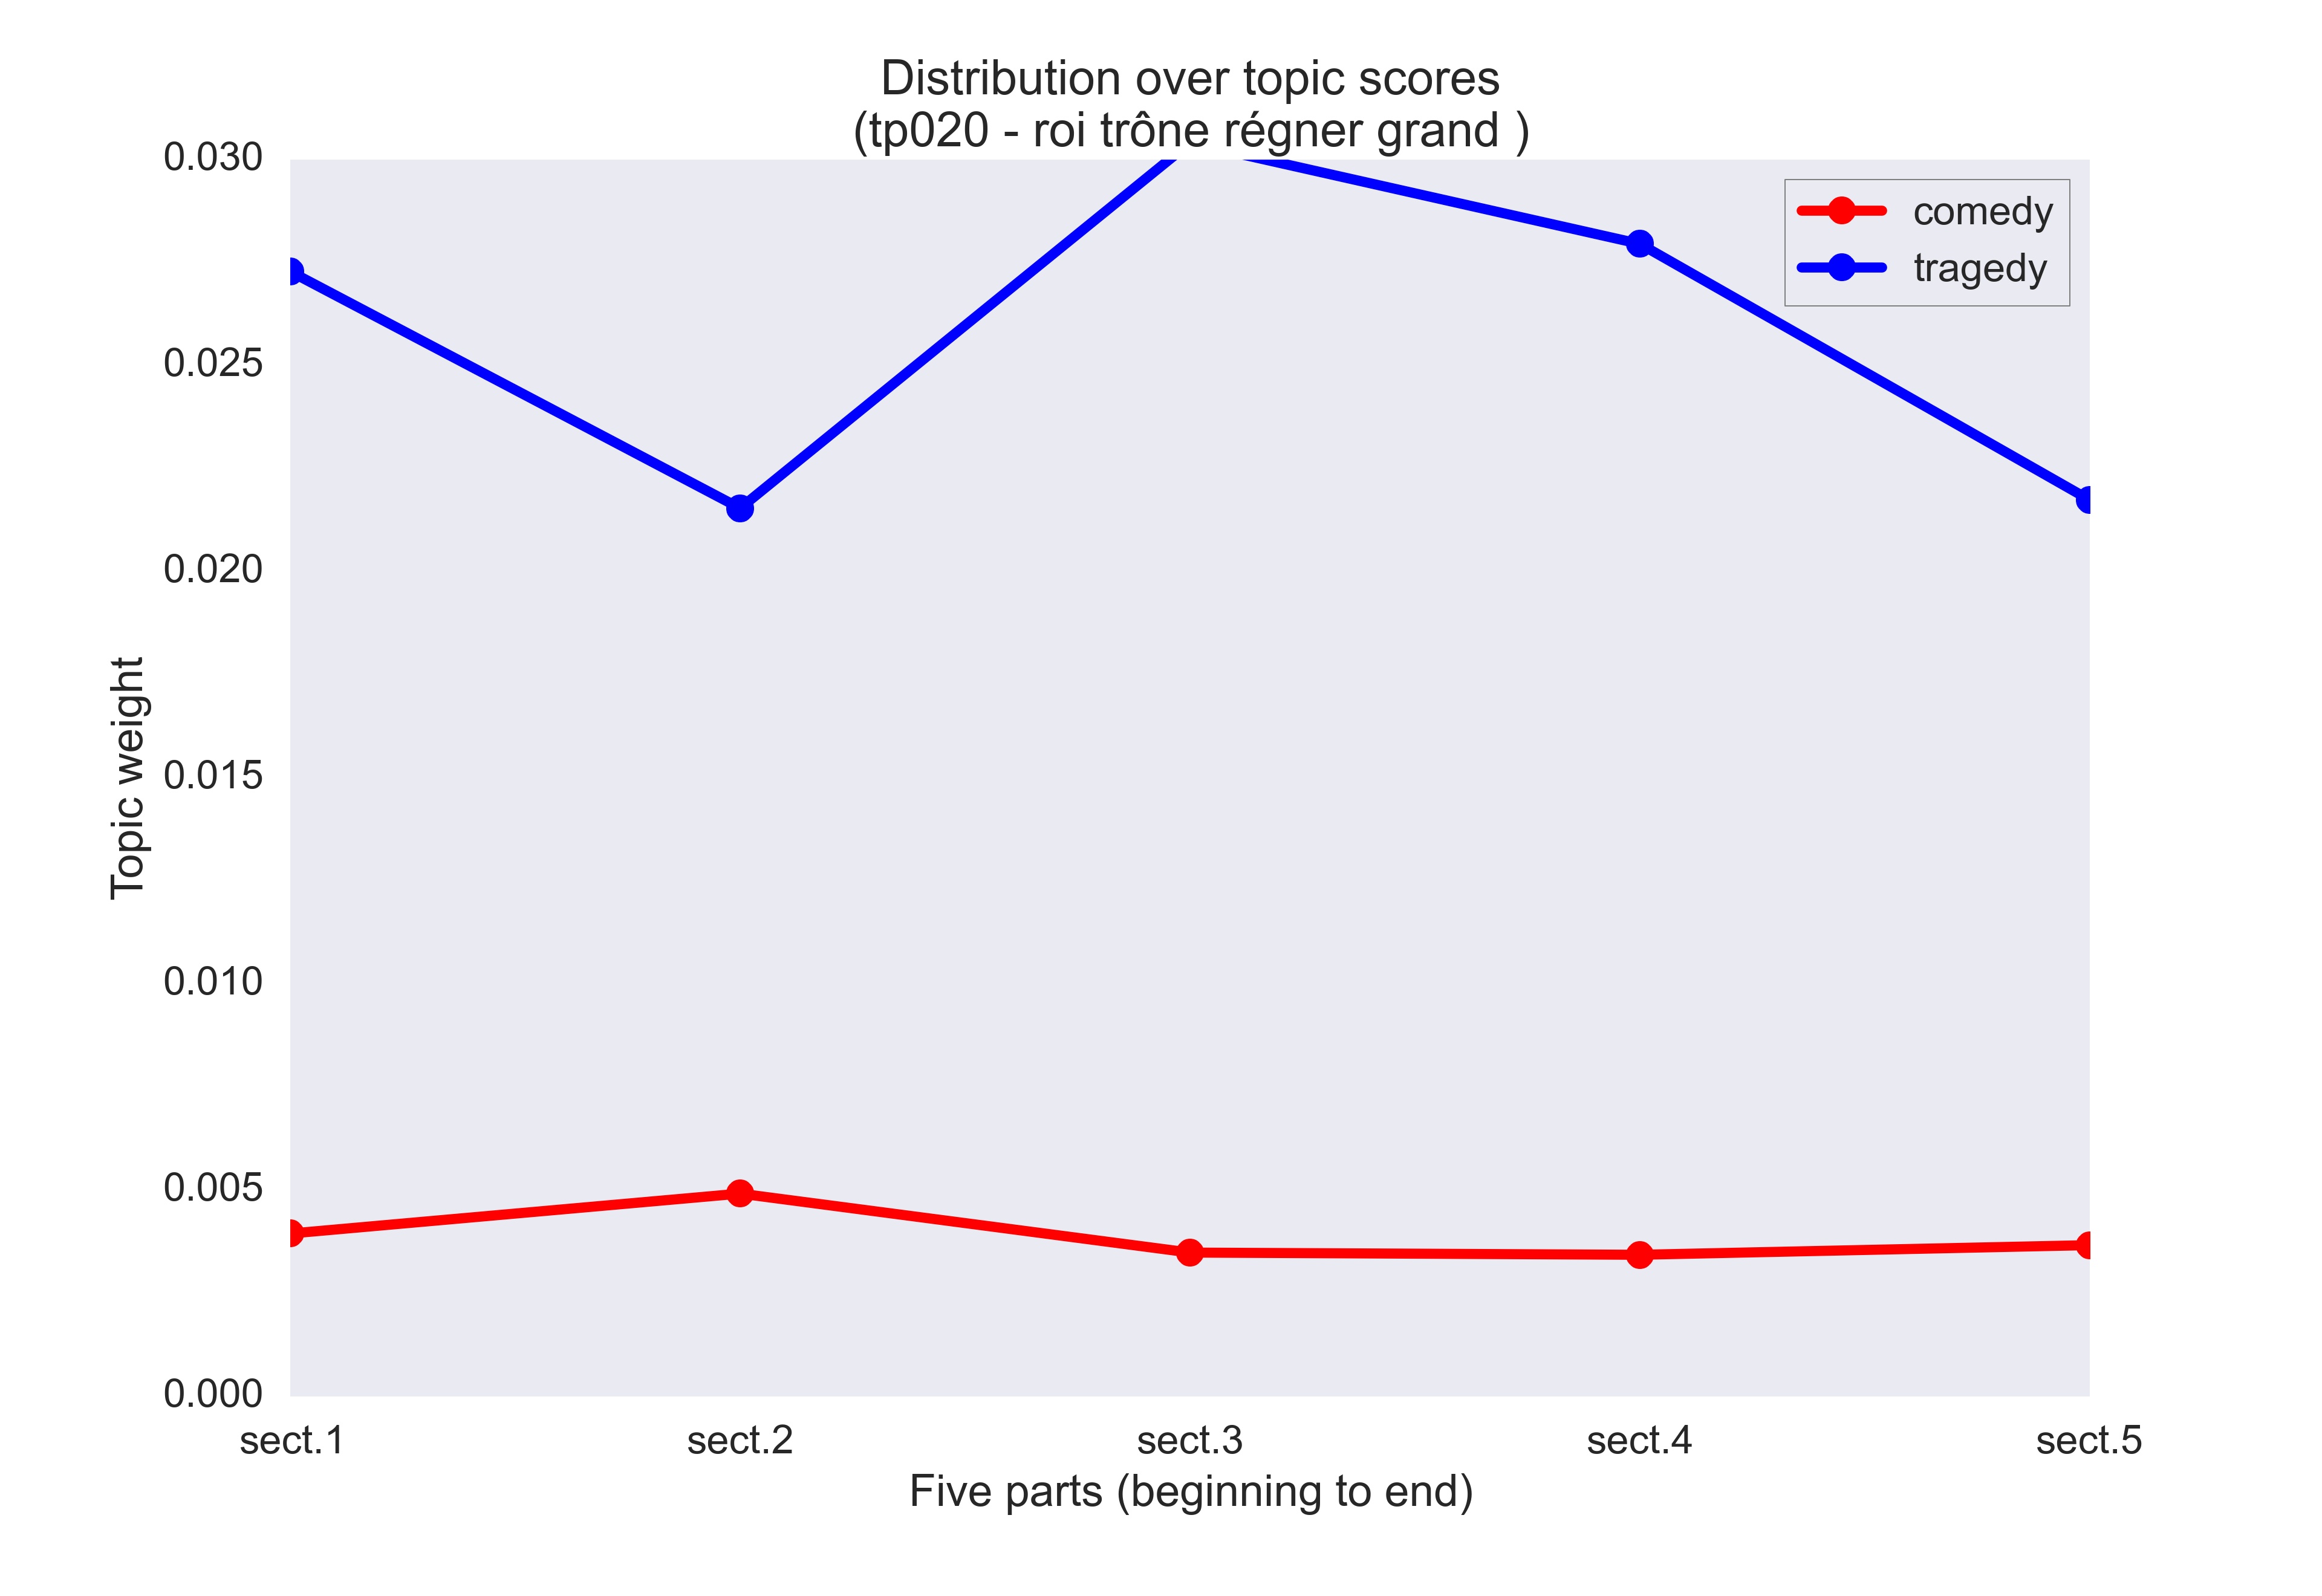 Distribution over topic scores
(tp020 - roi trône régner grand )
0.030
0.025
0.020
0.015
0.010
0.005
0.000
Topic weight
comedy
tragedy
sect.1
sect.2
sect.3
sect.4
sect.5
Five parts (beginning to end)